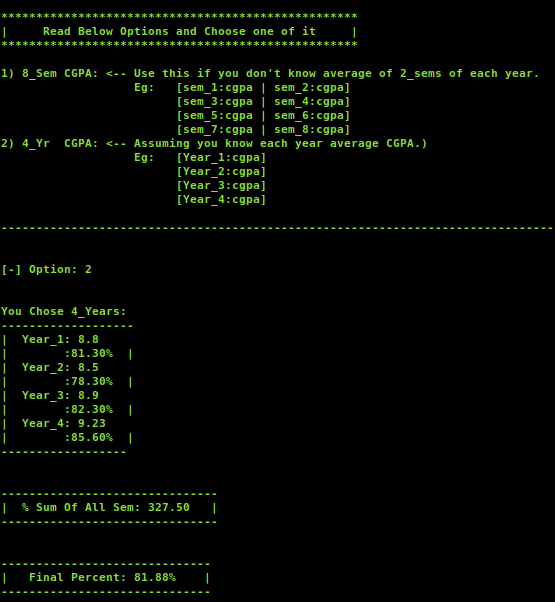 ***************************************************
|     Read Below Options and Choose one of it     |
***************************************************
1) 8_Sem CGPA: <-- Use this if you don't know average of 2_sems of each year.
                   Eg:   [sem_1:cgpa | sem_2:cgpa]
                         [sem_3:cgpa | sem_4:cgpa]
                         [sem_5:cgpa | sem_6:cgpa]
                         [sem_7:cgpa | sem_8:cgpa]
2) 4_Yr  CGPA: <-- Assuming you know each year average CGPA.)
                   Eg:   [Year_1:cgpa]
                         [Year_2:cgpa]
                         [Year_3:cgpa]
                         [Year_4:cgpa]
-------------------------------------------------------------------------------
[-] Option: 2
You Chose 4_Years:
-------------------
|  Year_1: 8.8
|        :81.30%  |
|  Year_2: 8.5
|        :78.30%  |
|  Year_3: 8.9
|        :82.30%  |
|  Year_4: 9.23
|        :85.60%  |
------------------
-------------------------------
|  % Sum Of All Sem: 327.50   |
-------------------------------
------------------------------
|   Final Percent: 81.88%    |
------------------------------